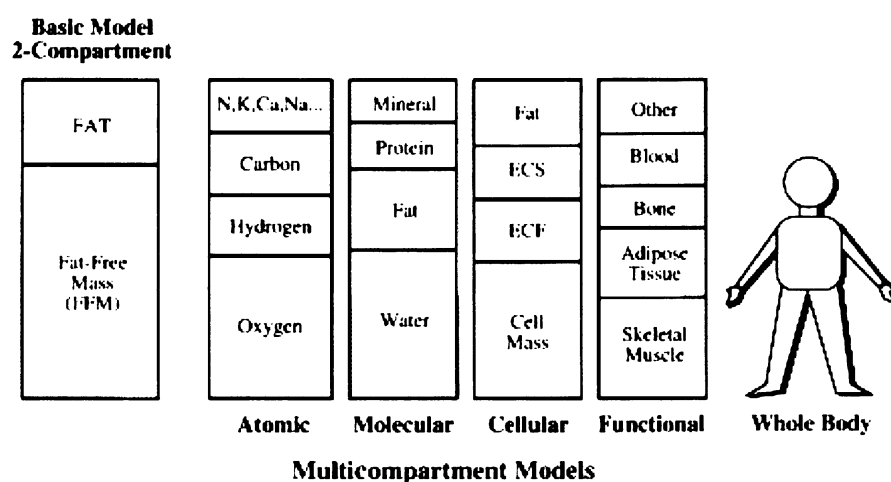 Basic Model
2-Compartment
FAT
Fat-Free
Mass
(FFM)
N,K,Ca,Na...
Carbon
Hydrogen
Oxygen
Atomic
Mineral
Protein
Fat
Water
Molecular
Fat
ECS
ECF
Cell
Mass
Cellular
Other
Blood
Bone
Adipose
Tissue
Skeletal
Muscle
Functional
Whole Body
Multicompartment Models